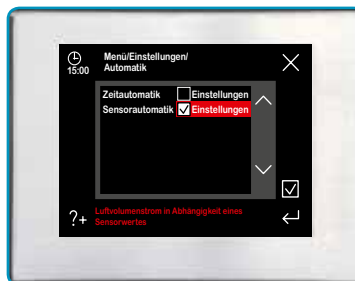 15:00
Menü/Einstellungen/
Automatik
Zeitautomatik Einstellungen
Sensorautomatik Einstellungen
Luftvolumenstrom in Abhängigkeit eines
Sensorwertes
?+